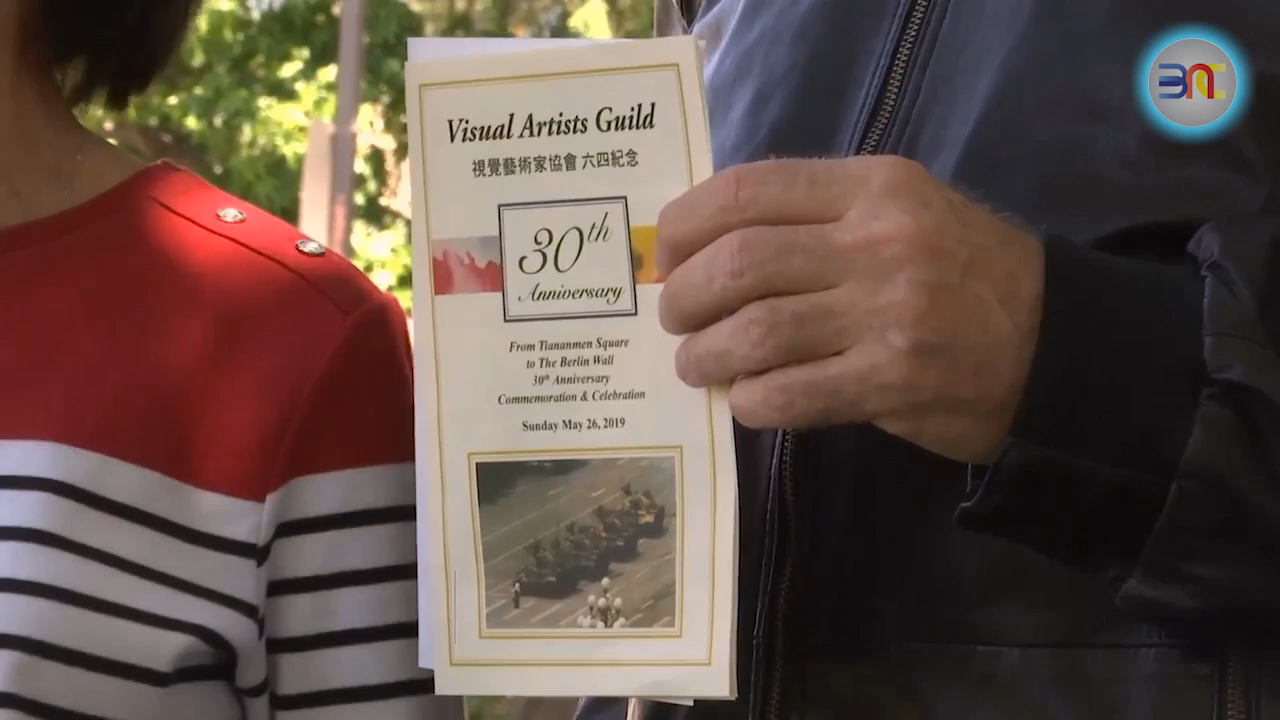 Visual Artists Guild
視覺藝術家協會 六四紀念
30th
Anniversary
From Tiananmen Square
to The Berlin Wall
30th Anniversary
Commemoration & Celebration
Sunday May 26, 2019